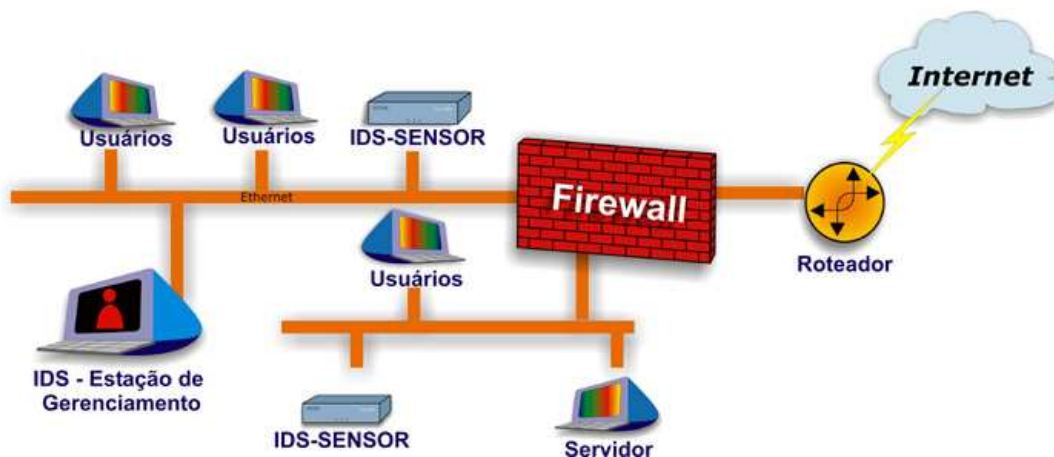 Internet
Usuários
Usuários
IDS-SENSOR
Ethernet
Firewall
Usuários
Roteador
IDS - Estação de
Gerenciamento
IDS-SENSOR
Servidor